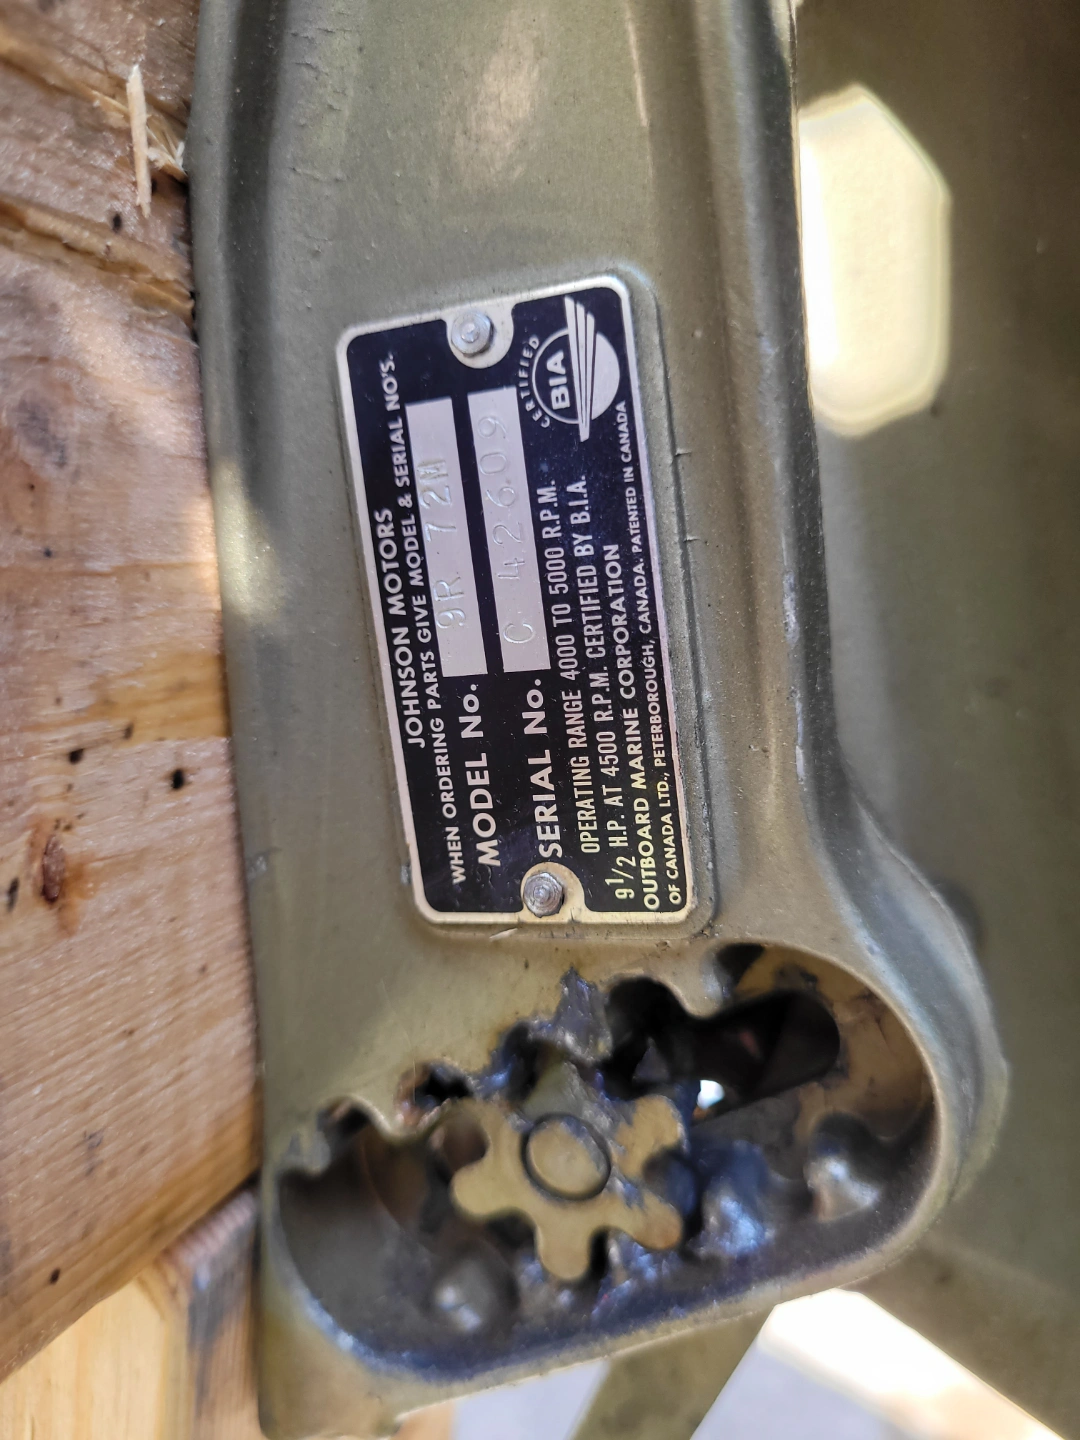 JOHNSON MOTORS
WHEN ORDERING PARTS GIVE MODEL & SERIAL NO'S.
MODEL No. 9R 72M
SERIAL No. C 42609
CERTIFIED
BIA
OPERATING RANGE 4000 TO 5000 R.P.M.
9 1/2 H.P. AT 4500 R.P.M. CERTIFIED BY B.I.A.
OUTBOARD MARINE CORPORATION
OF CANADA LTD., PETERBOROUGH, CANADA. PATENTED IN CANADA